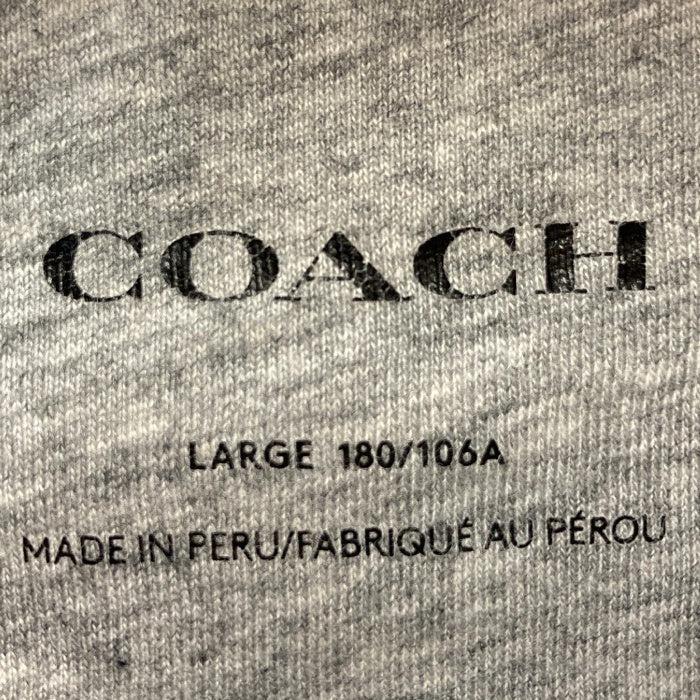 COACH
LARGE 180/106A
MADE IN PERU/FABRIQUÉ AU PÉROU